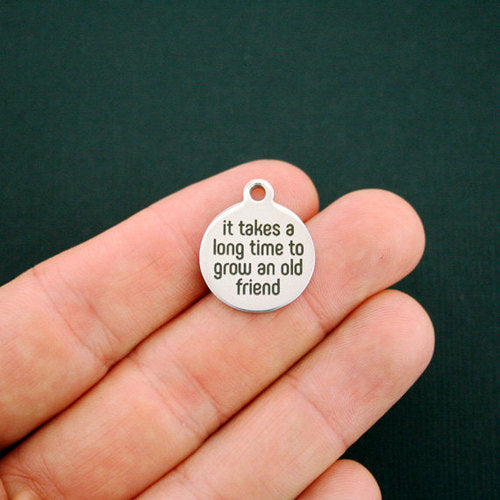 it takes a
long time to
grow an old
friend